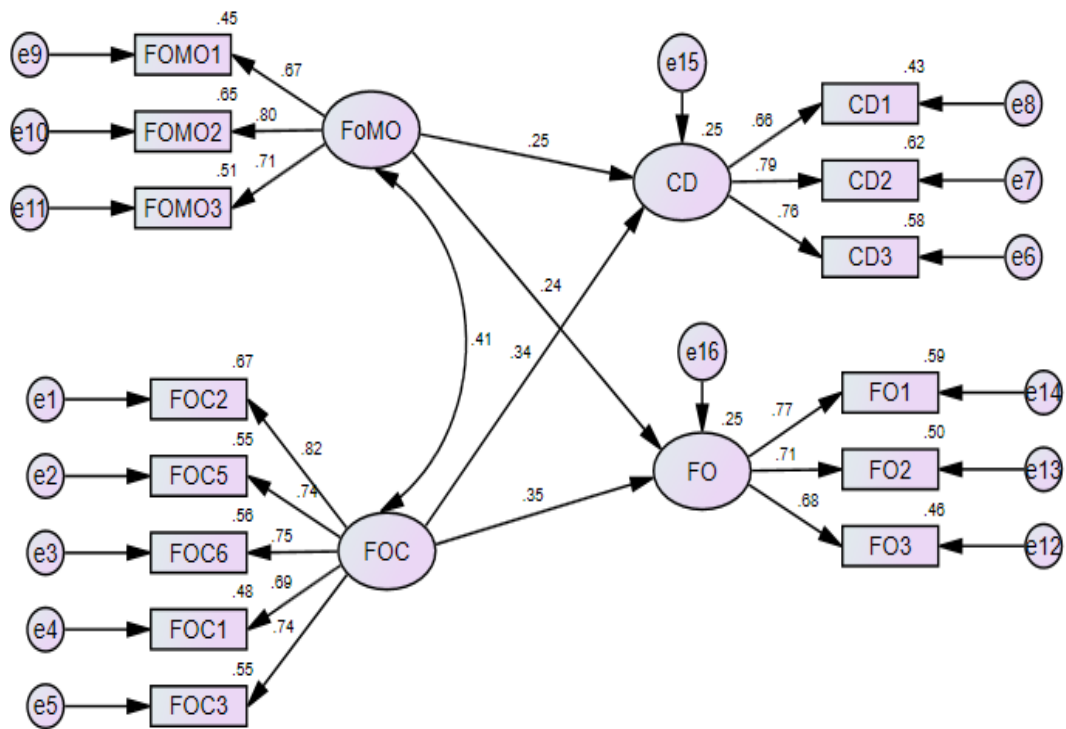 .45
e9 FOMO1
.67
.65
e10 FOMO2
.80
.51
e11 FOMO3
.71
FoMO
.25
.24
.41
.34
e15
.25
CD
.43
.66 CD1 e8
.62
.79 CD2 e7
.76
.58
CD3 e6
e16
.25
FO
.59
.77 FO1 e14
.50
.71 FO2 e13
.68
.46
FO3 e12
.67
e1 FOC2
.82
.55
e2 FOC5
.74
.56
e3 FOC6
.75
FOC
.35
.48
e4 FOC1
.69
.74
.55
e5 FOC3